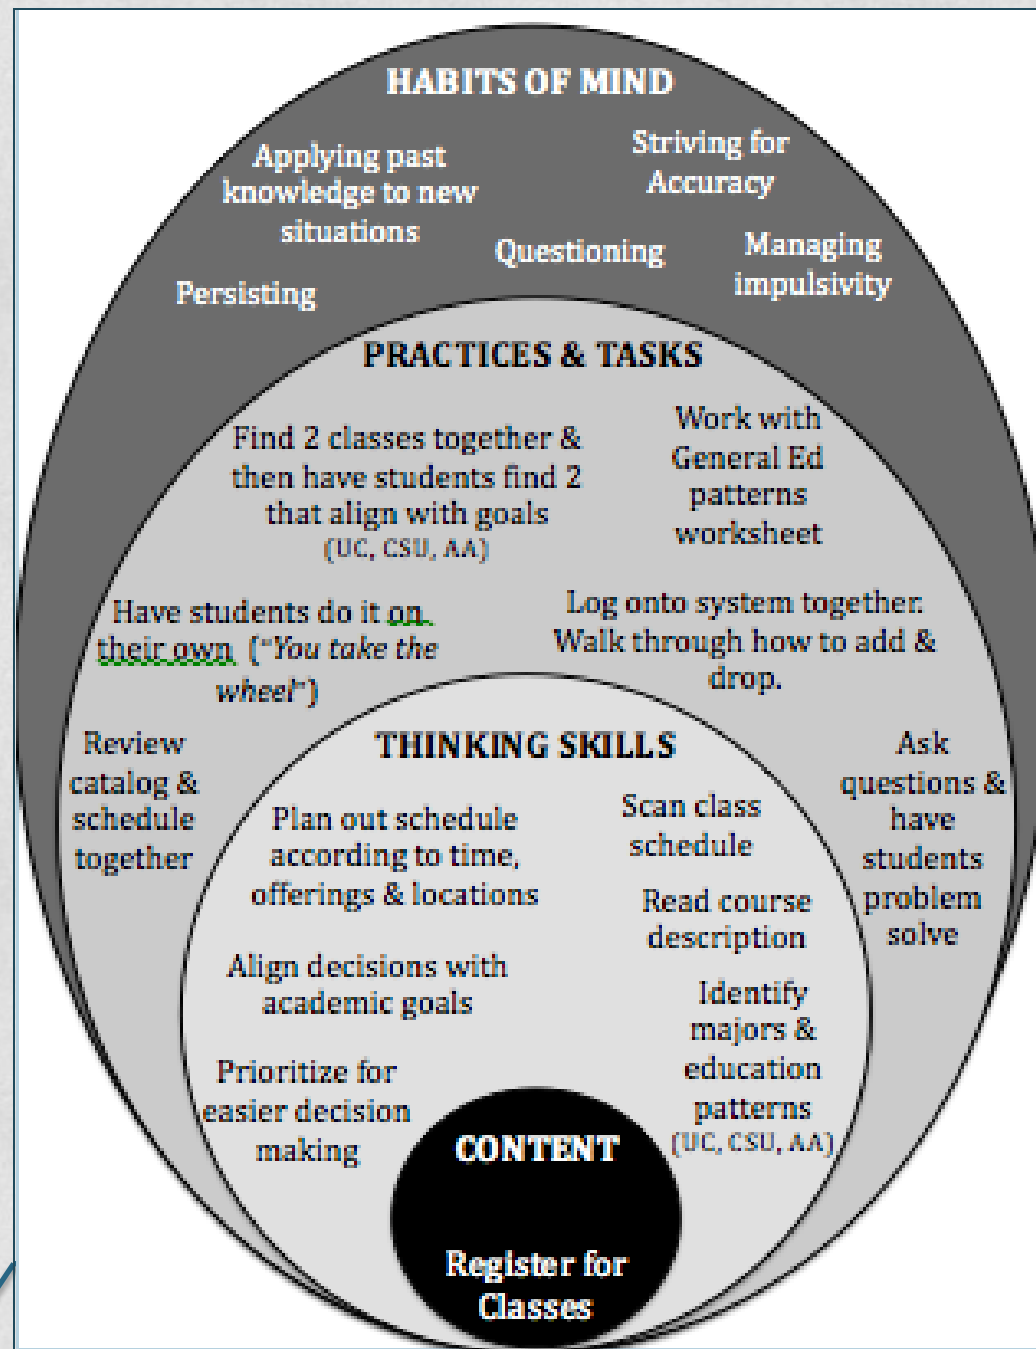 HABITS OF MIND
Applying past
knowledge to new
situations
Striving for
Accuracy
Questioning
Managing
impulsivity
Persisting
PRACTICES & TASKS
Find 2 classes together &
then have students find 2
that align with goals
(UC, CSU, AA)
Work with
General Ed
patterns
worksheet
Have students do it on
their own ("You take the
wheel")
Log onto system together.
Walk through how to add &
drop.
Review
catalog &
schedule
together
Ask
questions &
have
students
problem
solve
THINKING SKILLS
Plan out schedule
according to time,
offerings & locations
Scan class
schedule
Read course
description
Align decisions with
academic goals
Identify
majors &
education
patterns
(UC, CSU, AA)
Prioritize for
easier decision
making
CONTENT
Register for
Classes